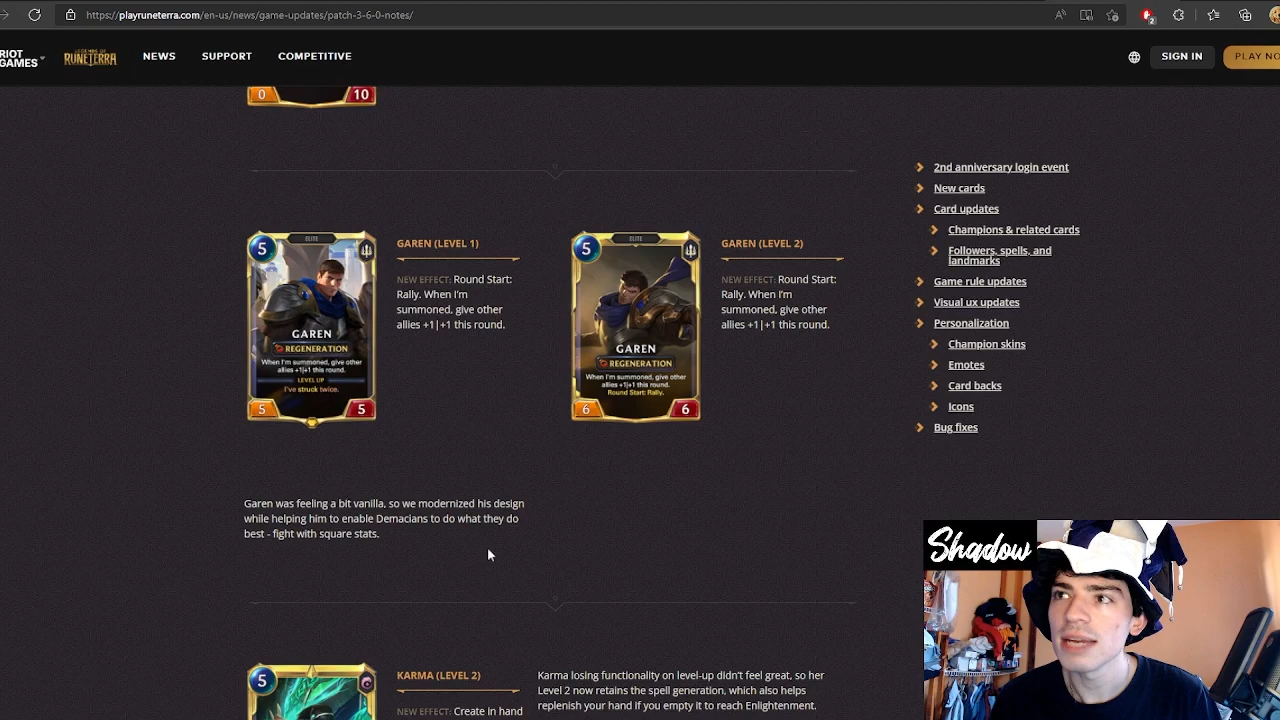 https://playruneterra.com/en-us/news/game-updates/patch-3-6-0-notes/
2
RIOT GAMES
LEGENDS OF RUNETERRA
NEWS
SUPPORT
COMPETITIVE
SIGN IN
PLAY NO
0
10
2nd anniversary login event
New cards
Card updates
Champions & related cards
Followers, spells, and
landmarks
Game rule updates
Visual ux updates
Personalization
Champion skins
Emotes
Card backs
Icons
Bug fixes
5
ELITE
GAREN
REGENERATION
When I'm summoned, give other
allies +1|+1 this round.
LEVEL UP
I've struck twice.
5
5
GAREN (LEVEL 1)
NEW EFFECT: Round Start:
Rally. When I'm
summoned, give other
allies +1|+1 this round.
5
ELITE
GAREN
REGENERATION
When I'm summoned, give other
allies +1|+1 this round.
Round Start: Rally.
6
6
GAREN (LEVEL 2)
NEW EFFECT: Round Start:
Rally. When I'm
summoned, give other
allies +1|+1 this round.
Garen was feeling a bit vanilla, so we modernized his design
while helping him to enable Demacians to do what they do
best - fight with square stats.
Shadow
5
KARMA (LEVEL 2)
NEW EFFECT: Create in hand
Karma losing functionality on level-up didn't feel great, so her
Level 2 now retains the spell generation, which also helps
replenish your hand if you empty it to reach Enlightenment.